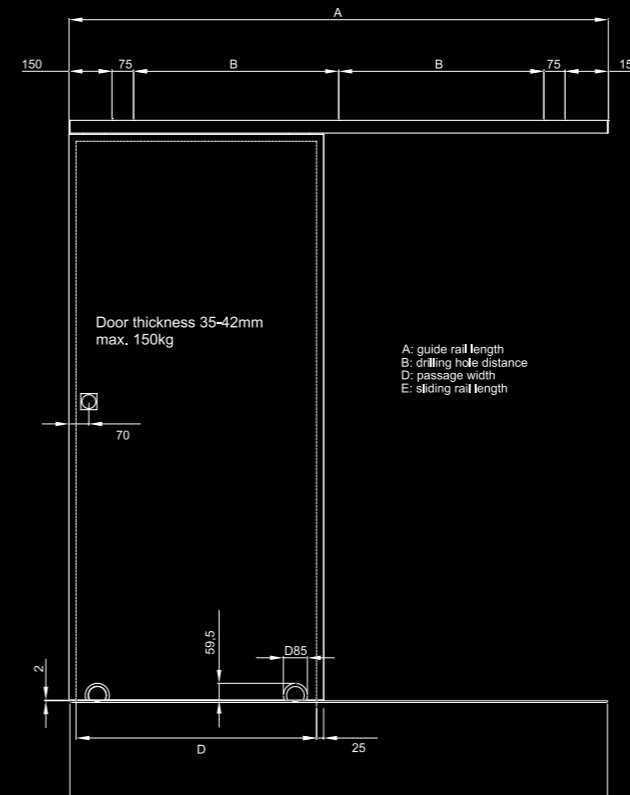 A
150 75 B B 75 15
Door thickness 35-42mm
max. 150kg
A: guide rail length
B: drilling hole distance
D: passage width
E: sliding rail length
70
59,5
D85
2
D
25